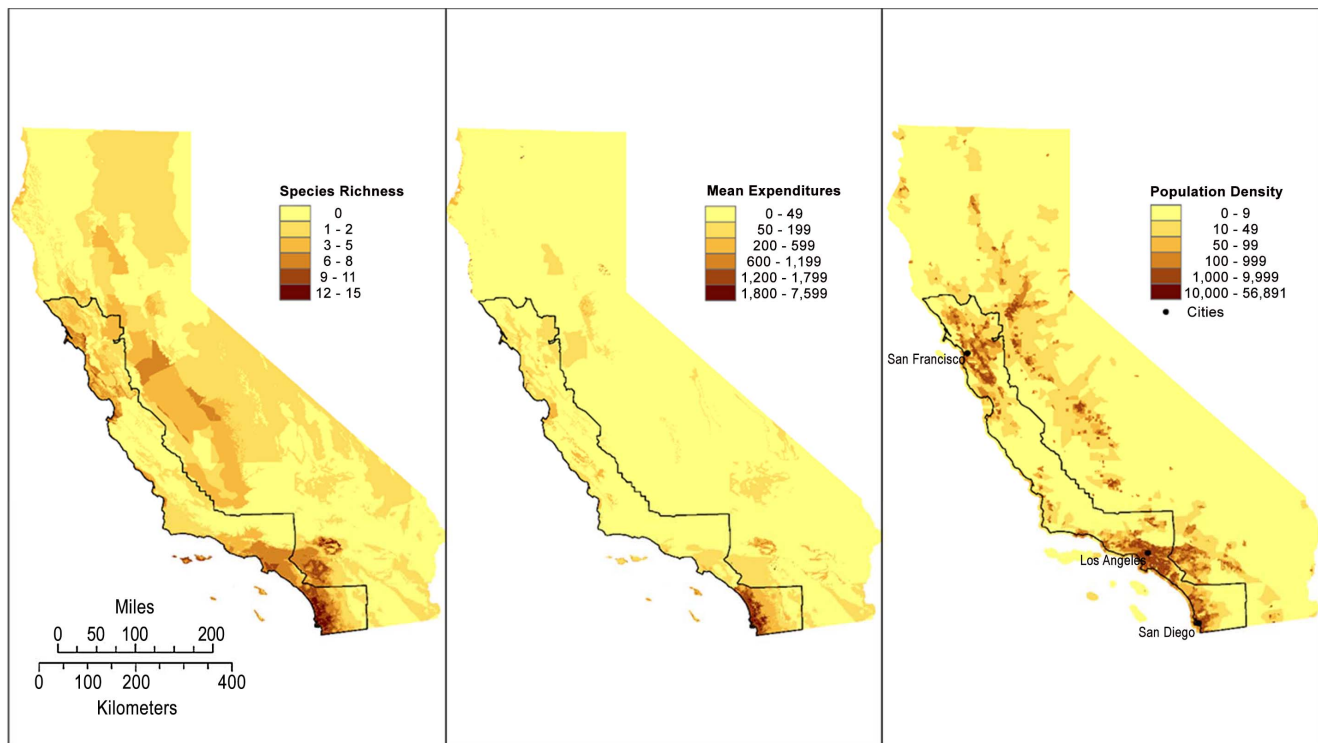 Species Richness
0
1 - 2
3 - 5
6 - 8
9 - 11
12 - 15
Miles
0 50 100 200
0 100 200 400
Kilometers
Mean Expenditures
0 - 49
50 - 199
200 - 599
600 - 1,199
1,200 - 1,799
1,800 - 7,599
Population Density
0 - 9
10 - 49
50 - 99
100 - 999
1,000 - 9,999
10,000 - 56,891
Cities
San Francisco
Los Angeles
San Diego